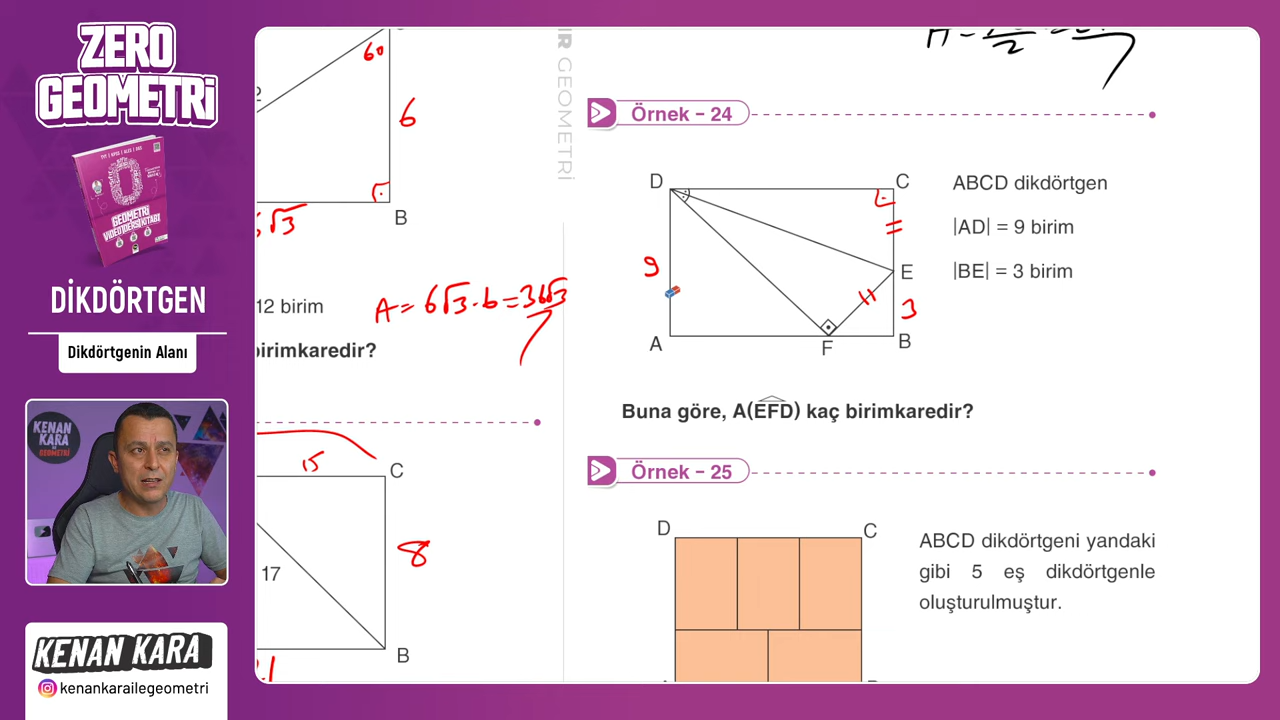 ZERO
GEOMETRİ
GEOMETRİ
DİKDÖRTGEN
Dikdörtgenin Alanı
KENAN
KARA
KENAN KARA
kenankarailegeometri
60
6
B
12 birim
A = 6√3 . 6 = 36√3
birimkaredir?
15
C
8
17
B
GEOMETRİ
Örnek – 24
D
C
9
E
3
A
F
B
ABCD dikdörtgen
|AD| = 9 birim
|BE| = 3 birim
Buna göre, A(EFD) kaç birimkaredir?
Örnek – 25
D
C
ABCD dikdörtgeni yandaki
gibi 5 eş dikdörtgenle
oluşturulmuştur.